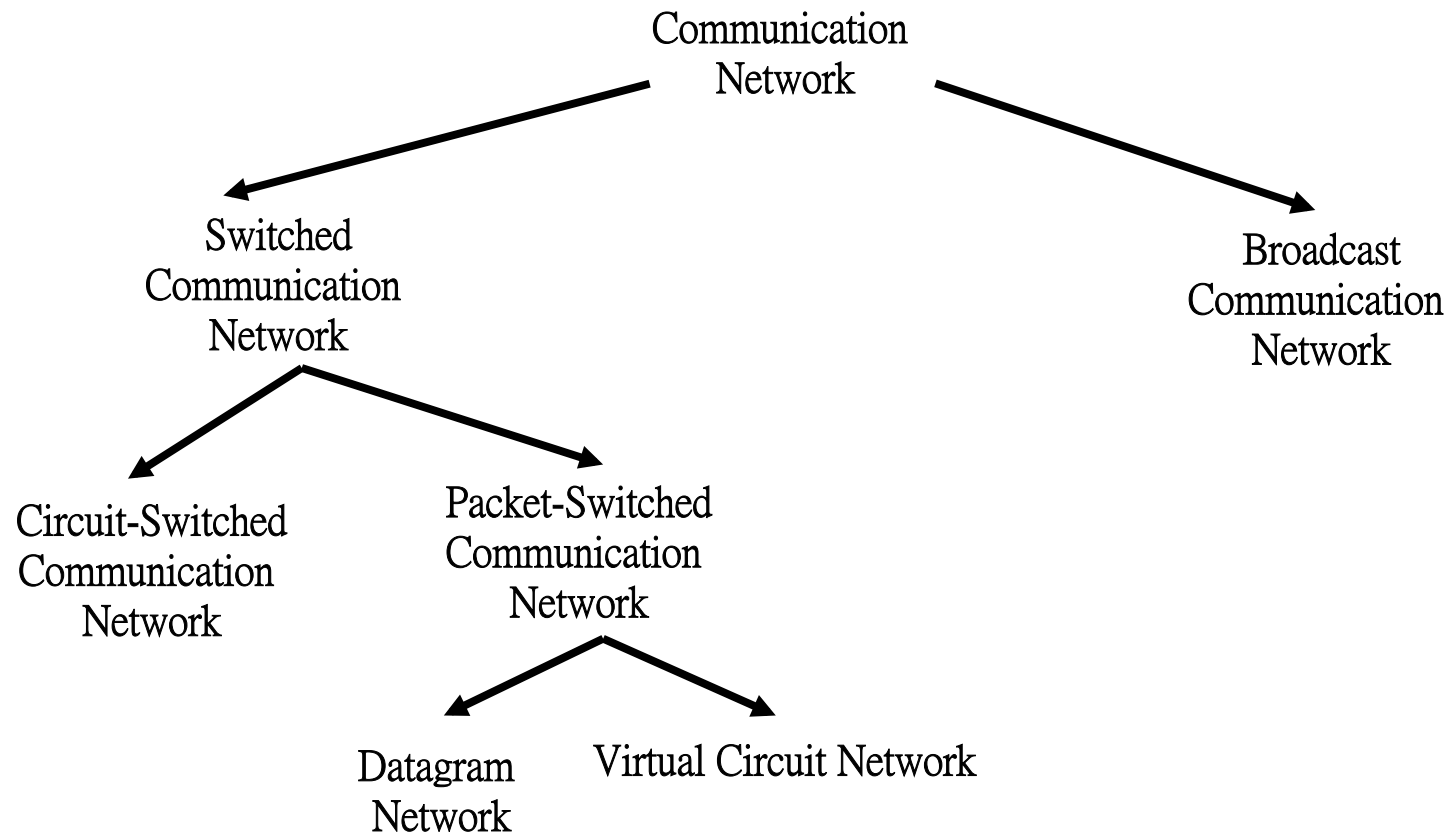 Communication
Network
Switched
Communication
Network
Broadcast
Communication
Network
Circuit-Switched
Communication
Network
Packet-Switched
Communication
Network
Datagram
Network
Virtual Circuit Network